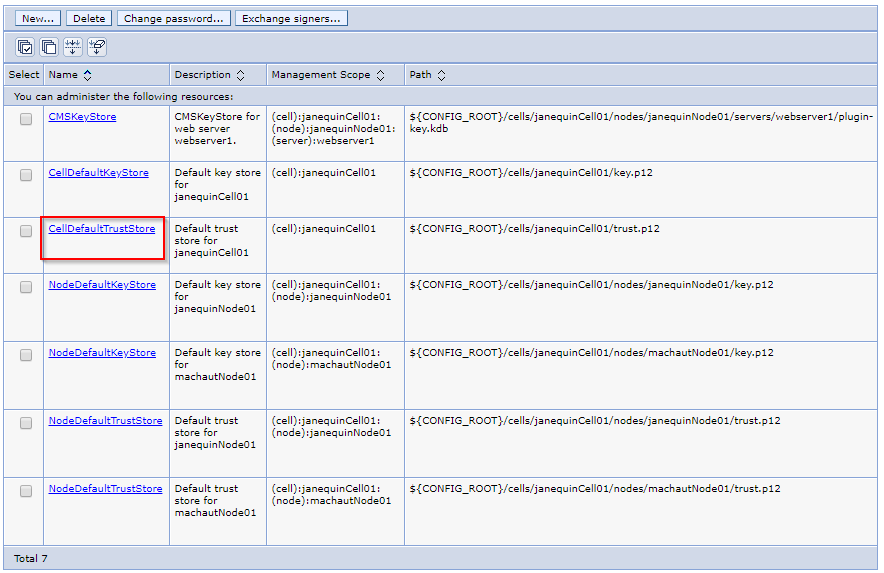 New... Delete Change password... Exchange signers...
Select Name Description Management Scope Path
You can administer the following resources:
CMSKeyStore
CMSKeyStore for
web server
webserver1.
(cell):janequinCell01:
(node):janequinNode01:
(server):webserver1
${CONFIG_ROOT}/cells/janequinCell01/nodes/janequinNode01/servers/webserver1/plugin-
key.kdb
CellDefaultKeyStore
Default key store
for
janequinCell01
(cell):janequinCell01
${CONFIG_ROOT}/cells/janequinCell01/key.p12
CellDefaultTrustStore
Default trust
store for
janequinCell01
(cell):janequinCell01
${CONFIG_ROOT}/cells/janequinCell01/trust.p12
NodeDefaultKeyStore
Default key store
for
janequinNode01
(cell):janequinCell01:
(node):janequinNode01
${CONFIG_ROOT}/cells/janequinCell01/nodes/janequinNode01/key.p12
NodeDefaultKeyStore
Default key store
for
machautNode01
(cell):janequinCell01:
(node):machautNode01
${CONFIG_ROOT}/cells/janequinCell01/nodes/machautNode01/key.p12
NodeDefaultTrustStore
Default trust
store for
janequinNode01
(cell):janequinCell01:
(node):janequinNode01
${CONFIG_ROOT}/cells/janequinCell01/nodes/janequinNode01/trust.p12
NodeDefaultTrustStore
Default trust
store for
machautNode01
(cell):janequinCell01:
(node):machautNode01
${CONFIG_ROOT}/cells/janequinCell01/nodes/machautNode01/trust.p12
Total 7